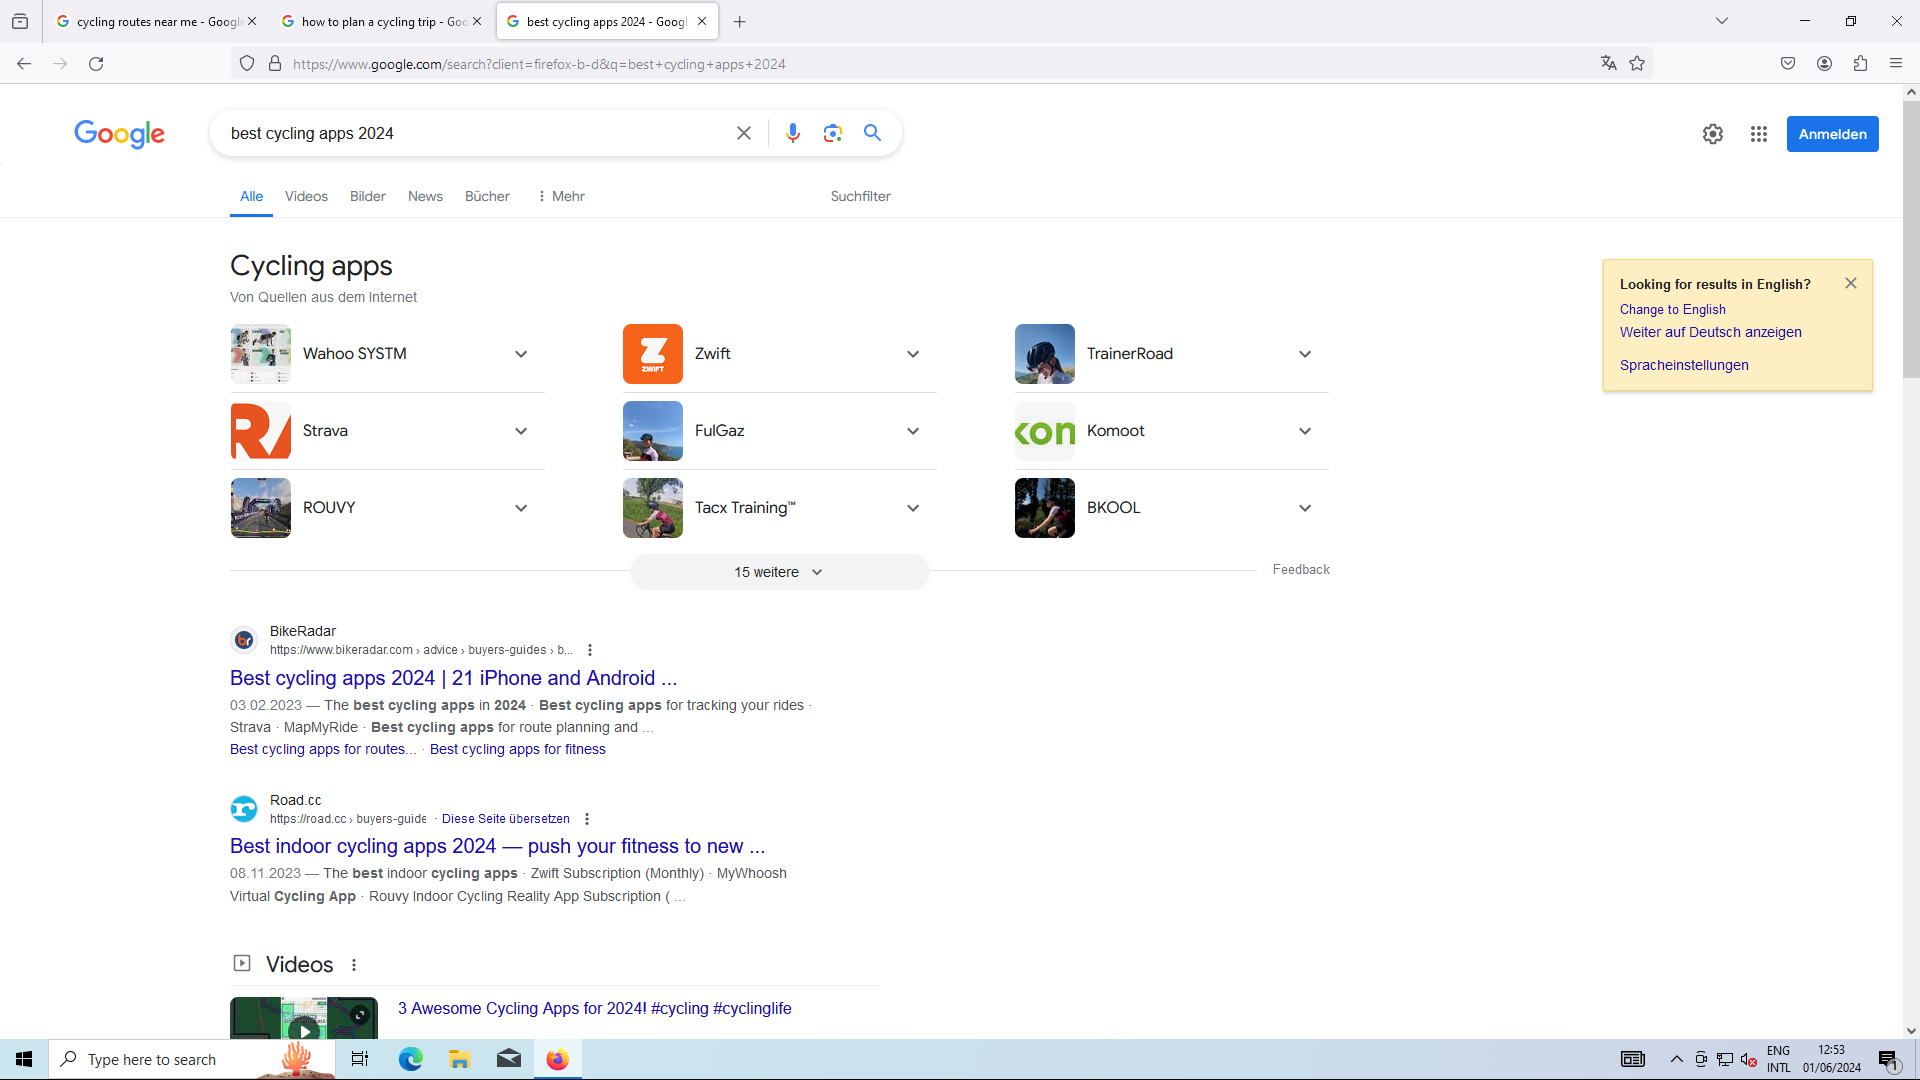 cycling routes near me - Google
how to plan a cycling trip - Goo
best cycling apps 2024 - Googl
https://www.google.com/search?client=firefox-b-d&q=best+cycling+apps+2024
Google
best cycling apps 2024
Anmelden
Alle
Videos
Bilder
News
Bücher
Mehr
Suchfilter
Cycling apps
Von Quellen aus dem Internet
Looking for results in English?
Change to English
Weiter auf Deutsch anzeigen
Spracheinstellungen
Wahoo SYSTM
ZWIFT
Zwift
TrainerRoad
Strava
FulGaz
kon
Komoot
ROUVY
Tacx Training™
BKOOL
15 weitere
Feedback
br
BikeRadar
https://www.bikeradar.com › advice › buyers-guides › b...
Best cycling apps 2024 | 21 iPhone and Android ...
03.02.2023 — The best cycling apps in 2024 · Best cycling apps for tracking your rides ·
Strava · MapMyRide · Best cycling apps for route planning and ...
Best cycling apps for routes... · Best cycling apps for fitness
r
Road.cc
https://road.cc › buyers-guide · Diese Seite übersetzen
Best indoor cycling apps 2024 — push your fitness to new ...
08.11.2023 — The best indoor cycling apps · Zwift Subscription (Monthly) · MyWhoosh
Virtual Cycling App · Rouvy Indoor Cycling Reality App Subscription ( ...
Videos
3 Awesome Cycling Apps for 2024! #cycling #cyclinglife
Type here to search
ENG
INTL
12:53
01/06/2024
1